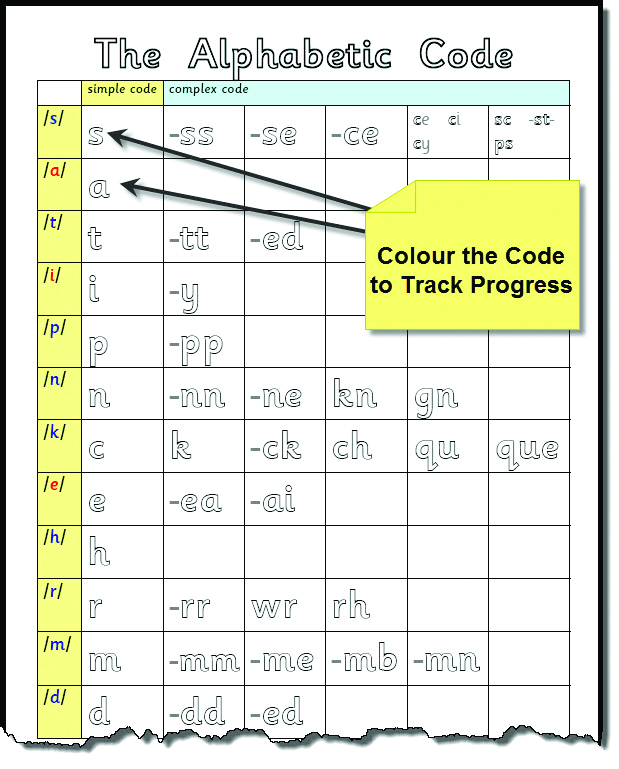 The Alphabetic Code
simple code complex code
/s/ s -ss -se -ce ce ci cy sc -st- ps
/a/ a
/t/ t -tt -ed
/i/ i -y
Colour the Code
to Track Progress
/p/ p -pp
/n/ n -nn -ne kn gn
/k/ c k -ck ch qu que
/e/ e -ea -ai
/h/ h
/r/ r -rr wr rh
/m/ m -mm -me -mb -mn
/d/ d -dd -ed